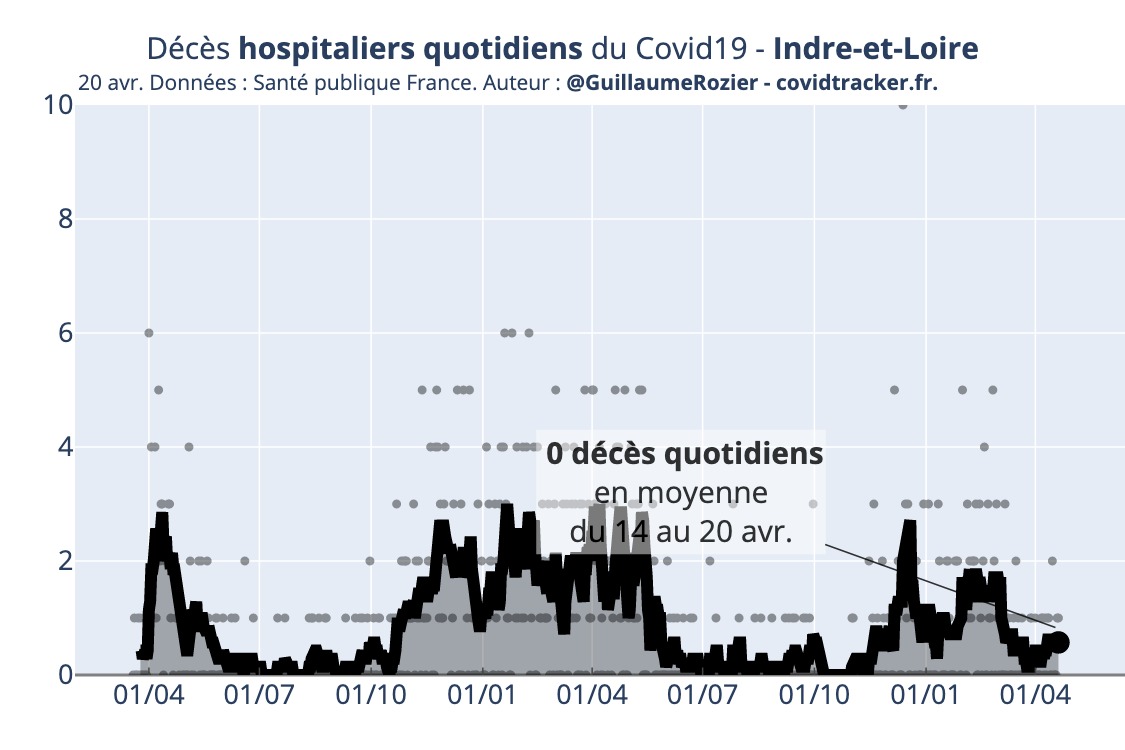 Décès hospitaliers quotidiens du Covid19 - Indre-et-Loire
20 avr. Données : Santé publique France. Auteur : @GuillaumeRozier - covidtracker.fr.
10
8
6
4
2
0
0 décès quotidiens
en moyenne
du 14 au 20 avr.
01/04 01/07 01/10 01/01 01/04 01/07 01/10 01/01 01/04